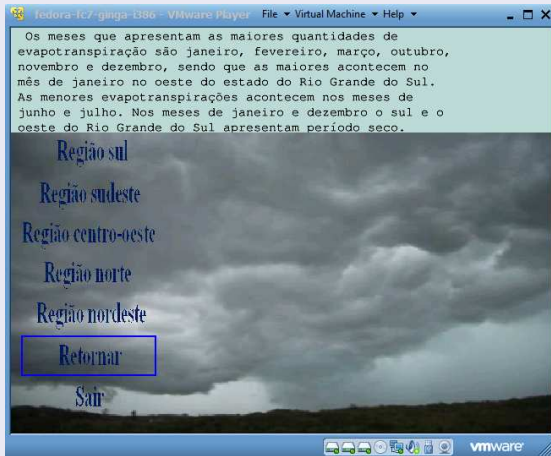 fedora-fc7-ginga-i386 - VMware Player File Virtual Machine Help
Os meses que apresentam as maiores quantidades de
evapotranspiração são janeiro, fevereiro, março, outubro,
novembro e dezembro, sendo que as maiores acontecem no
mês de janeiro no oeste do estado do Rio Grande do Sul.
As menores evapotranspirações acontecem nos meses de
junho e julho. Nos meses de janeiro e dezembro o sul e o
oeste do Rio Grande do Sul apresentam período seco.
Região sul
Região sudeste
Região centro-oeste
Região norte
Região nordeste
Retornar
Sair
vmware